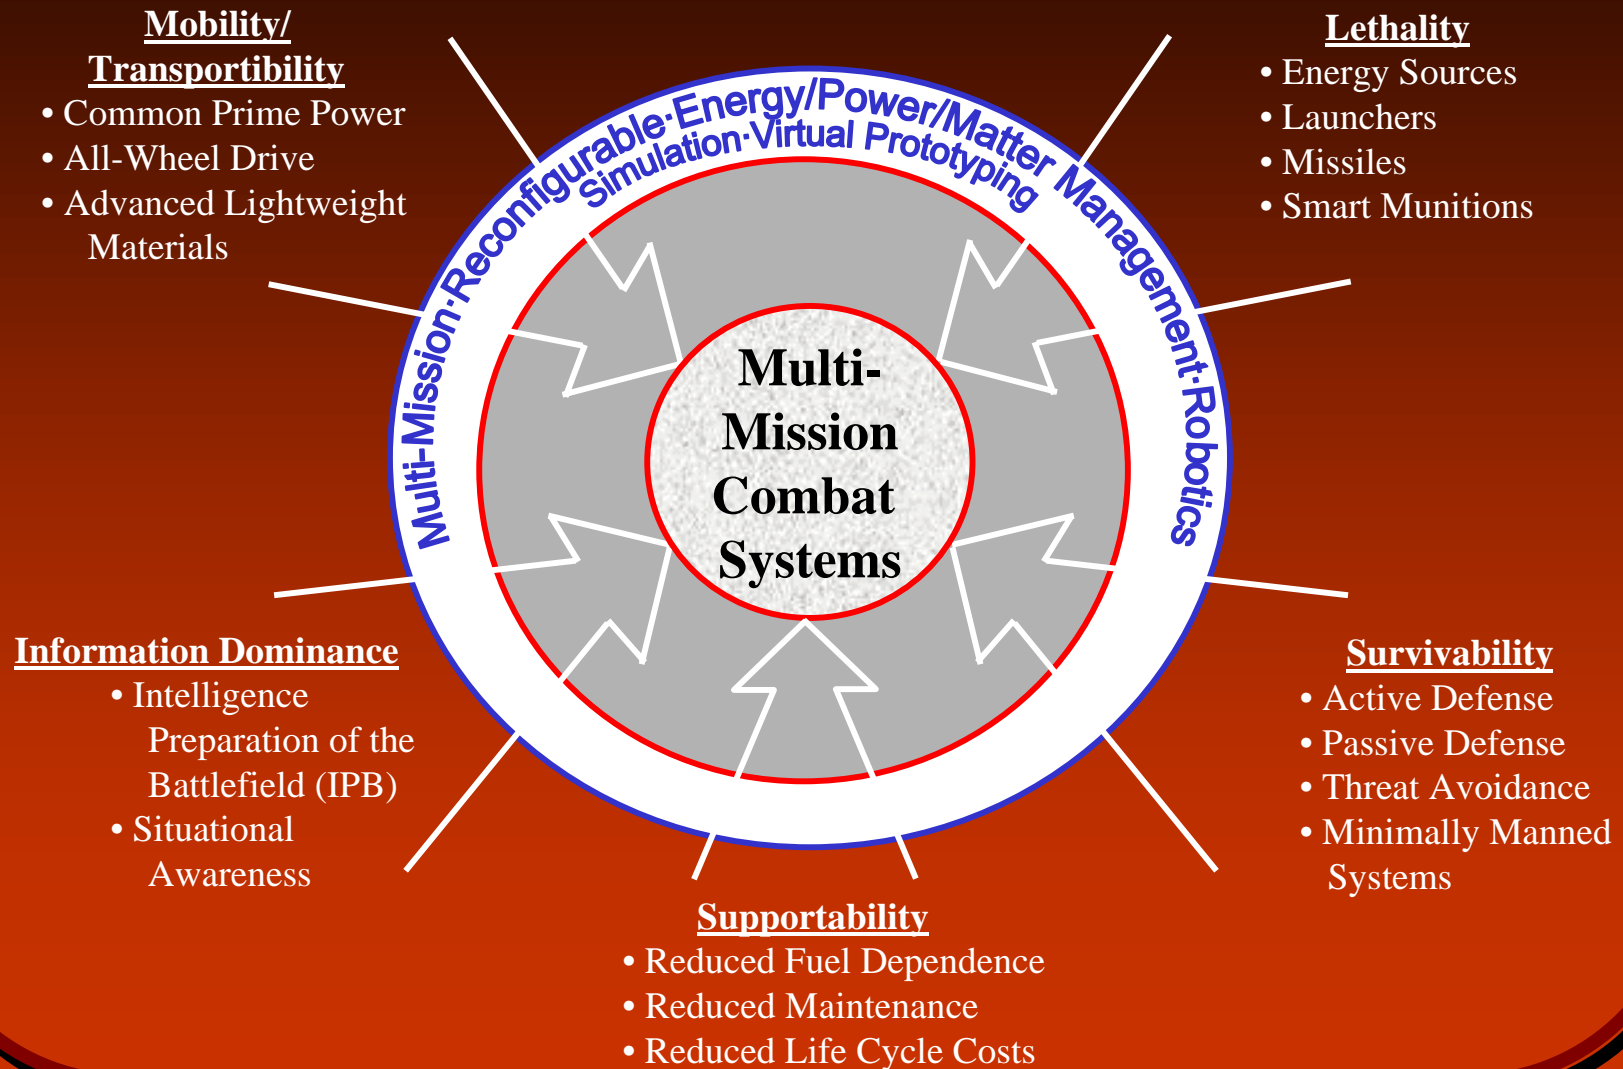 Mobility/
Transportibility
• Common Prime Power
• All-Wheel Drive
• Advanced Lightweight
Materials
Lethality
• Energy Sources
• Launchers
• Missiles
• Smart Munitions
Multi-Mission·Reconfigurable·Energy/Power/Matter Management·Robotics
Simulation·Virtual Prototyping
Multi-
Mission
Combat
Systems
Information Dominance
• Intelligence
Preparation of the
Battlefield (IPB)
• Situational
Awareness
Survivability
• Active Defense
• Passive Defense
• Threat Avoidance
• Minimally Manned
Systems
Supportability
• Reduced Fuel Dependence
• Reduced Maintenance
• Reduced Life Cycle Costs